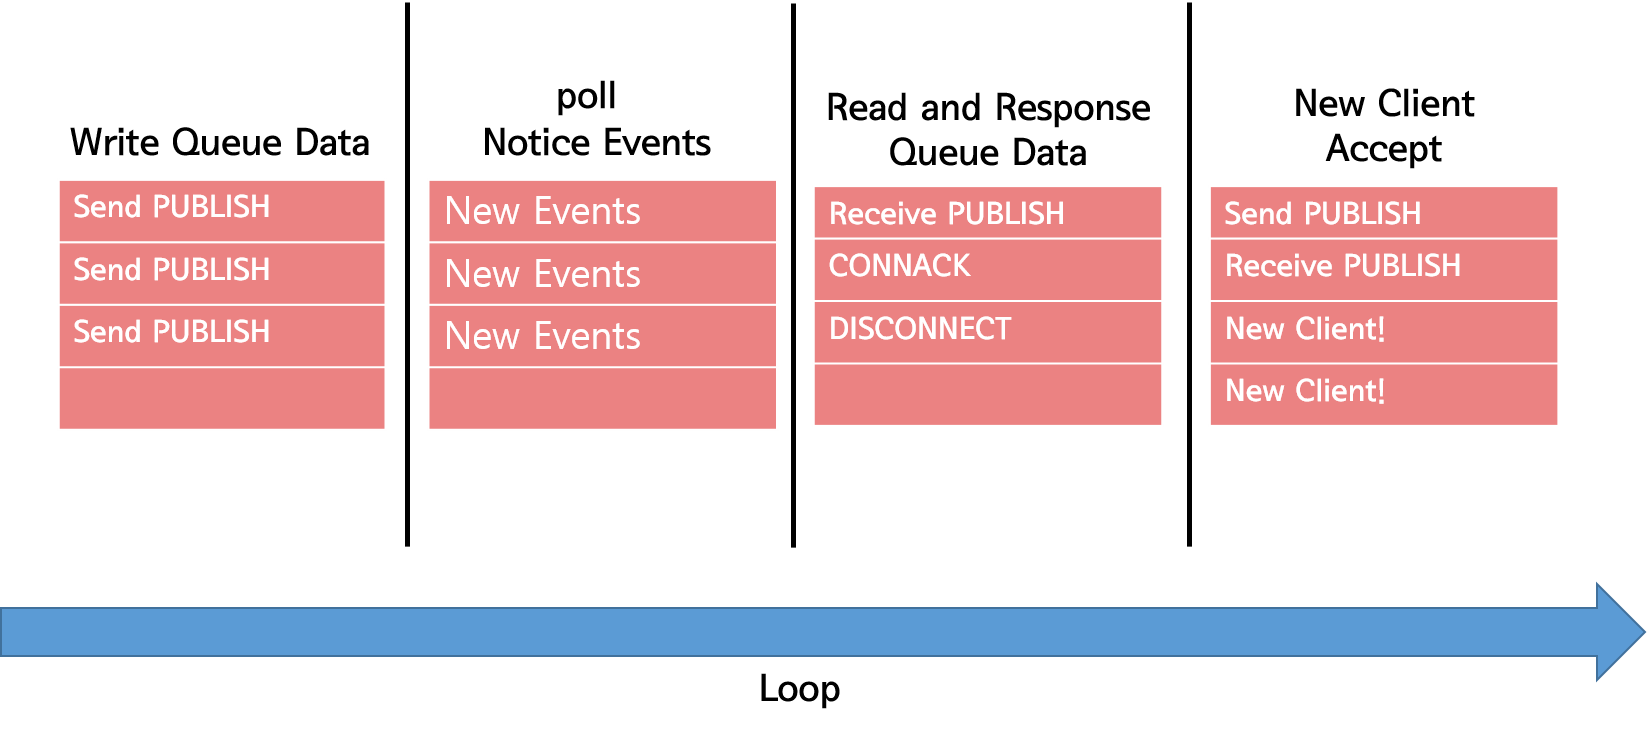 Write Queue Data
Send PUBLISH
Send PUBLISH
Send PUBLISH
poll
Notice Events
New Events
New Events
New Events
Read and Response
Queue Data
Receive PUBLISH
CONNACK
DISCONNECT
New Client
Accept
Send PUBLISH
Receive PUBLISH
New Client!
New Client!
Loop